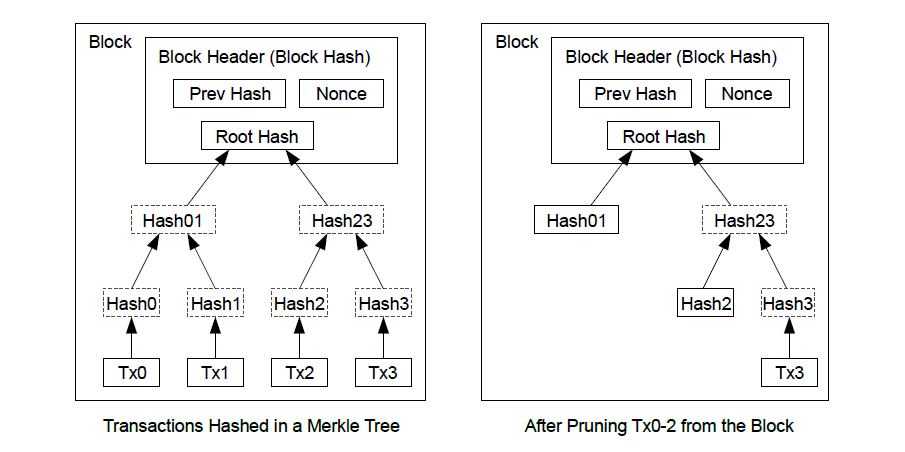 Block
Block Header (Block Hash)
Prev Hash
Nonce
Root Hash
Hash01
Hash23
Hash0
Hash1
Hash2
Hash3
Tx0
Tx1
Tx2
Tx3
Transactions Hashed in a Merkle Tree
Block
Block Header (Block Hash)
Prev Hash
Nonce
Root Hash
Hash01
Hash23
Hash2
Hash3
Tx3
After Pruning Tx0-2 from the Block